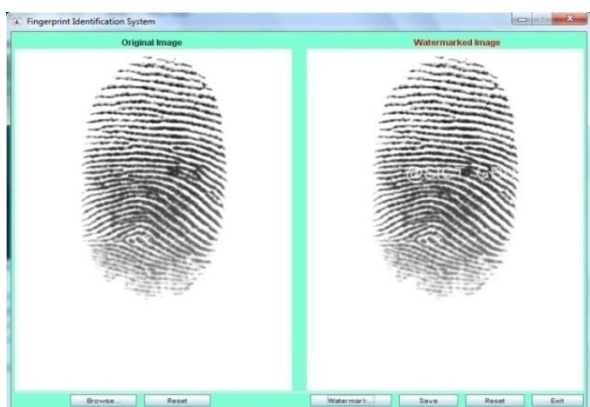 Fingerprint Identification System
Original Image
Watermarked Image
Browse...
Reset
Watermark...
Save
Reset
Exit